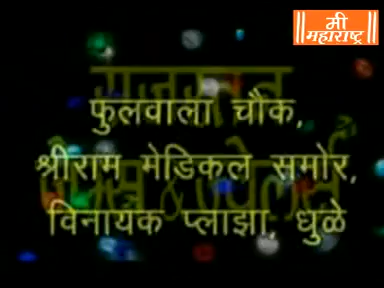 मी
महाराष्ट्र
फुलवाला चौक,
श्रीराम मेडिकल समोर,
विनायक प्लाझा, धुळे